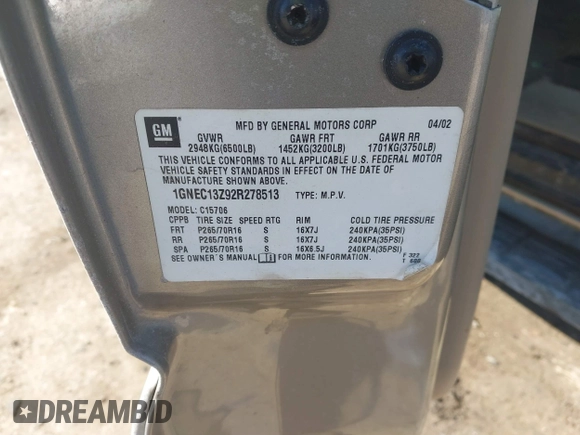 GM
MFD BY GENERAL MOTORS CORP 04/02
GVWR GAWR FRT GAWR RR
2948KG(6500LB) 1452KG(3200LB) 1701KG(3750LB)
THIS VEHICLE CONFORMS TO ALL APPLICABLE U.S. FEDERAL MOTOR
VEHICLE SAFETY STANDARDS IN EFFECT ON THE DATE OF
MANUFACTURE SHOWN ABOVE.
1GNEC13Z92R278513 TYPE: M.P.V.
MODEL: C15706
CPPB TIRE SIZE SPEED RTG RIM COLD TIRE PRESSURE
FRT P265/70R16 S 16X7J 240KPA(35PSI)
RR P265/70R16 S 16X7J 240KPA(35PSI)
SPA P265/70R16 S 16X6.5J 240KPA(35PSI)
SEE OWNER'S MANUAL FOR MORE INFORMATION.
DREAMBID